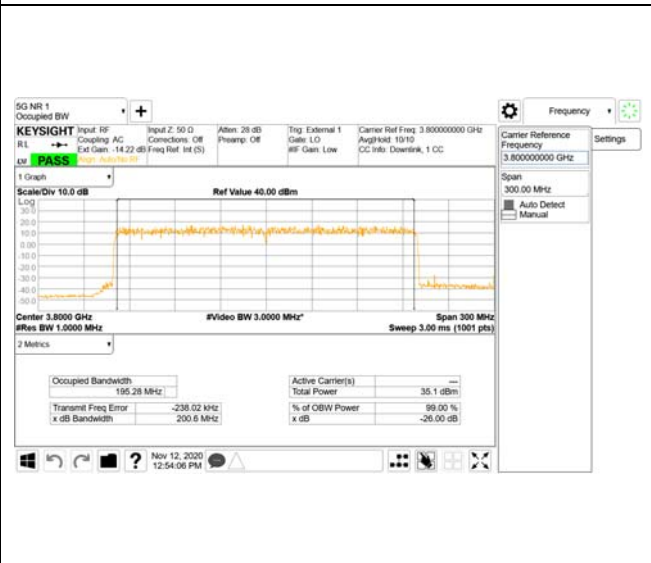 5G NR 1
Occupied BW
Frequency
KEYSIGHT
Input: RF
Input Z: 50 Ω
Atten: 28 dB
Trig: External 1
Carrier Ref Freq: 3.800000000 GHz
RL
Coupling: AC
Corrections: Off
Preamp: Off
Gate: LO
Avg|Hold: 10/10
Ext Gain: -14.22 dB
Freq Ref: Int (S)
#IF Gain: Low
CC Info: Downlink, 1 CC
PASS
Align: Auto/No RF
Carrier Reference
Frequency
3.800000000 GHz
Settings
Span
300.00 MHz
Auto Detect
Manual
1 Graph
Scale/Div 10.0 dB
Ref Value 40.00 dBm
Log
30.0
20.0
10.0
0.00
-10.0
-20.0
-30.0
-40.0
-50.0
Center 3.8000 GHz
#Video BW 3.0000 MHz*
Span 300 MHz
#Res BW 1.0000 MHz
Sweep 3.00 ms (1001 pts)
2 Metrics
Occupied Bandwidth
195.28 MHz
Active Carrier(s)
---
Total Power
35.1 dBm
Transmit Freq Error
-238.02 kHz
% of OBW Power
99.00 %
x dB Bandwidth
200.6 MHz
x dB
-26.00 dB
Nov 12, 2020
12:54:06 PM